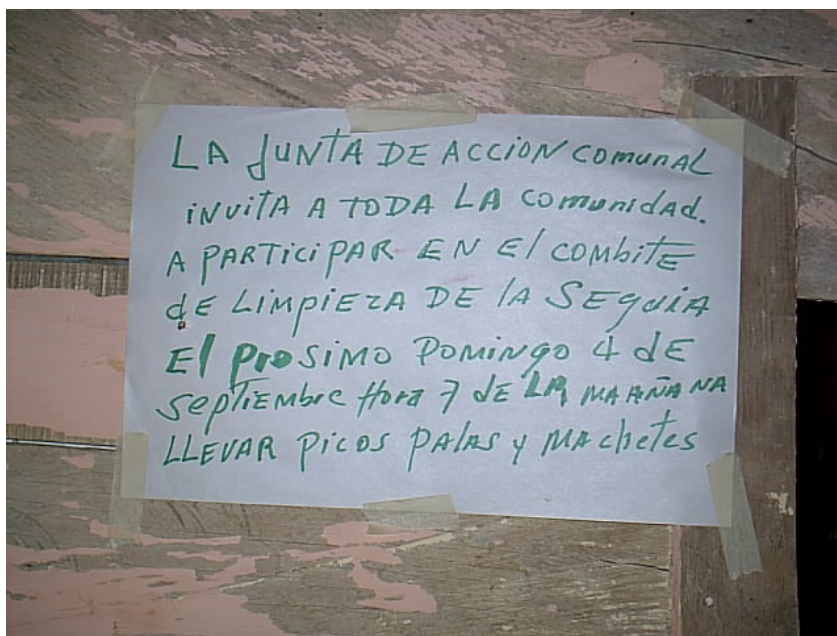 LA JUNTA DE ACCION COMUNAL
INVITA A TODA LA COMUNIDAD.
A PARTICIPAR EN EL COMBITE
DE LIMPIEZA DE LA SEQUIA
EL PROSIMO DOMINGO 4 DE
SEPTIEMBRE HORA 7 DE LA MAÑANA
LLEVAR PICOS PALAS Y MACHETES